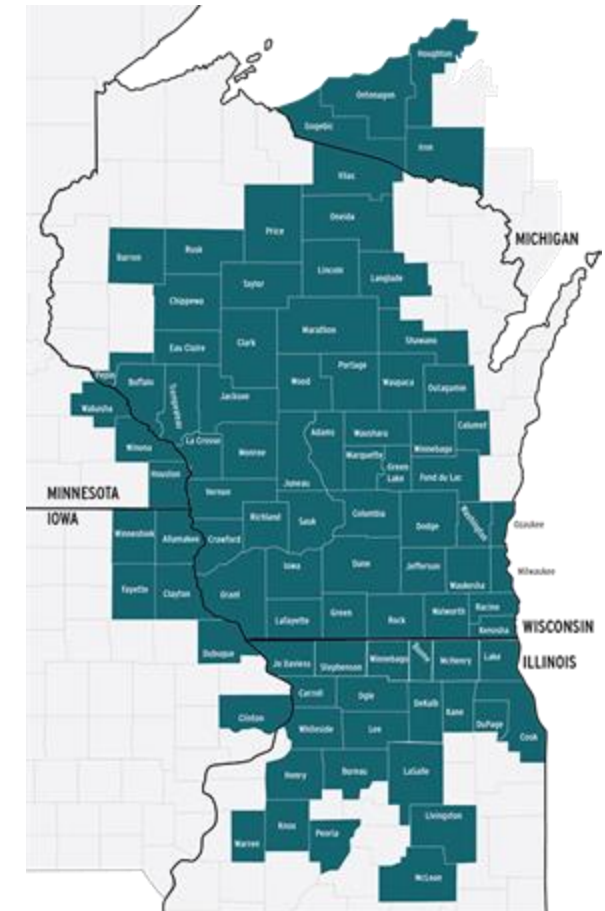 Houghton
Ontonagon
Gogebic
Iron
Vilas
MICHIGAN
Oneida
Price
Barron
Rusk
Lincoln
Langlade
Taylor
Chippewa
Marathon
Clark
Shawano
Eau Claire
Portage
Pepin
Buffalo
Wood
Waupaca
Outagamie
Trempealeau
Jackson
Wabasha
Calumet
Adams
Waushara
La Crosse
Winnebago
Winona
Monroe
Marquette
Green
Lake
Fond du Lac
Houston
Juneau
MINNESOTA
Vernon
IOWA
Richland
Columbia
Washington
Sauk
Dodge
Ozaukee
Winneshiek
Allamakee
Crawford
Iowa
Dane
Jefferson
Milwaukee
Waukesha
Fayette
Clayton
Grant
Lafayette
Green
Rock
Walworth
Racine
Kenosha
WISCONSIN
Dubuque
Jo Daviess
Stephenson
Winnebago
Boone
McHenry
Lake
ILLINOIS
Carroll
Ogle
DeKalb
Kane
DuPage
Clinton
Whiteside
Lee
Cook
Henry
Bureau
LaSalle
Livingston
Knox
Peoria
Warren
McLean